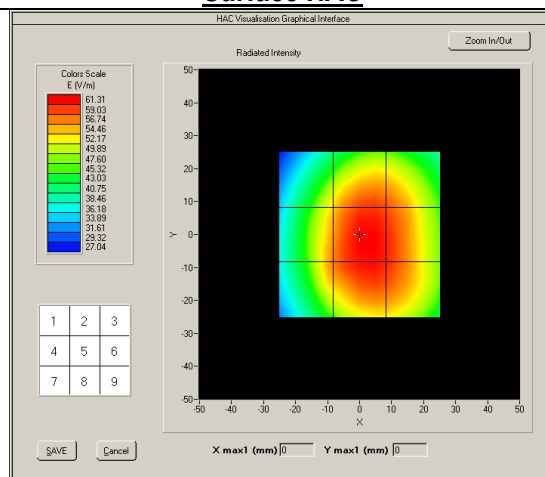 Surface HAC
HAC Visualisation Graphical Interface
Zoom In/Out
Radiated Intensity
Colors Scale
E (V/m)
61.31
59.03
56.74
54.46
52.17
49.89
47.60
45.32
43.03
40.75
38.46
36.18
33.89
31.61
29.32
27.04
50
40
30
20
10
Y 0
-10
-20
-30
-40
-50
-50 -40 -30 -20 -10 0 10 20 30 40 50
X
1 2 3
4 5 6
7 8 9
SAVE Cancel X max1 (mm) 0 Y max1 (mm) 0